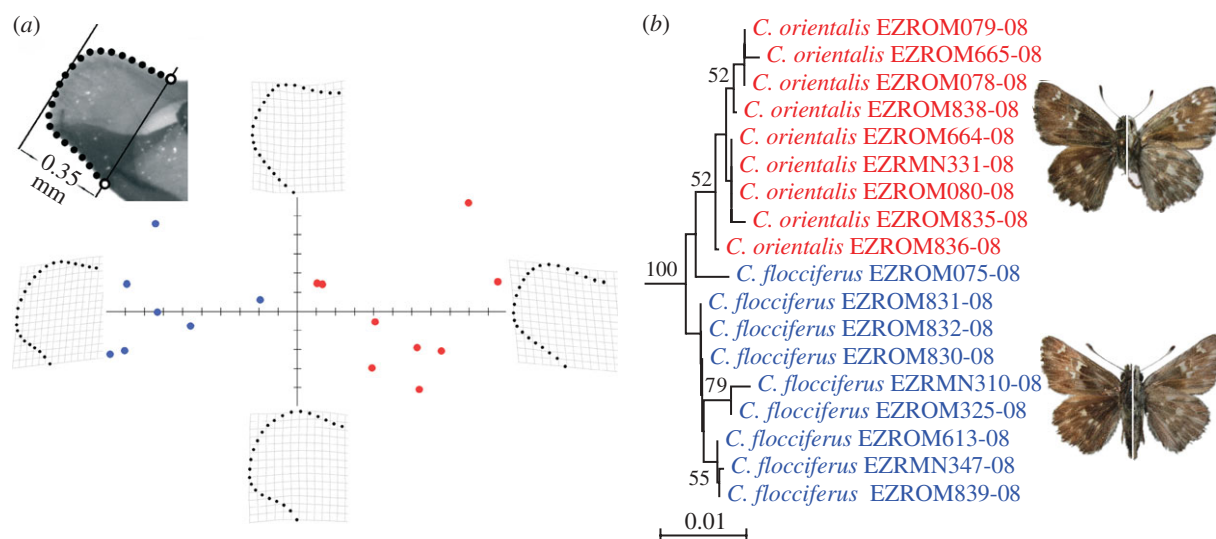 (a)
0.35
mm
(b)
C. orientalis EZROM079-08
C. orientalis EZROM665-08
52
C. orientalis EZROM078-08
C. orientalis EZROM838-08
C. orientalis EZROM664-08
C. orientalis EZRMN331-08
52
C. orientalis EZROM080-08
C. orientalis EZROM835-08
C. orientalis EZROM836-08
100
C. flocciferus EZROM075-08
C. flocciferus EZROM831-08
C. flocciferus EZROM832-08
C. flocciferus EZROM830-08
79
C. flocciferus EZRMN310-08
C. flocciferus EZROM325-08
C. flocciferus EZROM613-08
C. flocciferus EZRMN347-08
55
C. flocciferus EZROM839-08
0.01